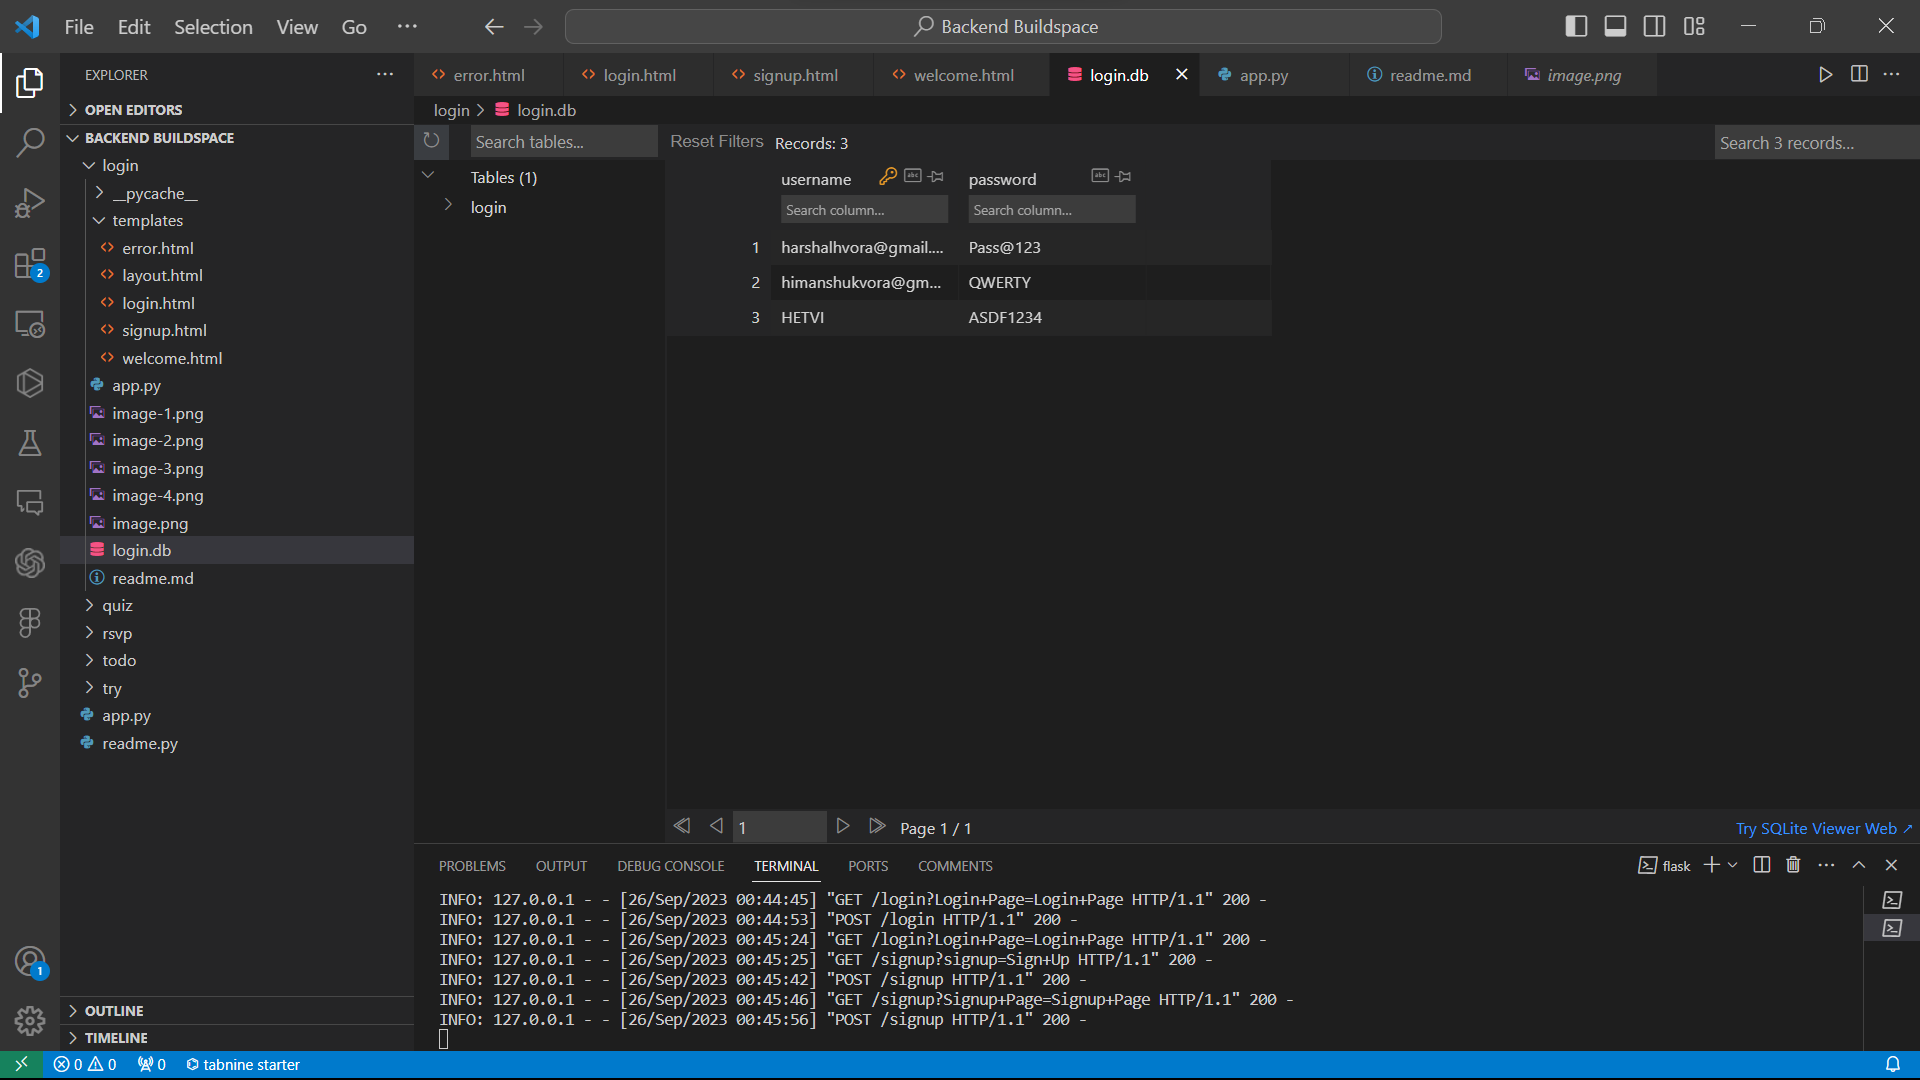 File Edit Selection View Go ···
Backend Buildspace
EXPLORER
OPEN EDITORS
BACKEND BUILDSPACE
login
__pycache__
templates
error.html
layout.html
login.html
signup.html
welcome.html
app.py
image-1.png
image-2.png
image-3.png
image-4.png
image.png
login.db
readme.md
quiz
rsvp
todo
try
app.py
readme.py
OUTLINE
TIMELINE
2
1
error.html login.html signup.html welcome.html login.db app.py readme.md image.png
login > login.db
Search tables... Reset Filters Records: 3 Search 3 records...
Tables (1)
login
username password
Search column... Search column...
1 harshalhvora@gmail.... Pass@123
2 himanshukvora@gm... QWERTY
3 HETVI ASDF1234
1 Page 1 / 1 Try SQLite Viewer Web ↗
PROBLEMS OUTPUT DEBUG CONSOLE TERMINAL PORTS COMMENTS flask
INFO: 127.0.0.1 - - [26/Sep/2023 00:44:45] "GET /login?Login+Page=Login+Page HTTP/1.1" 200 -
INFO: 127.0.0.1 - - [26/Sep/2023 00:44:53] "POST /login HTTP/1.1" 200 -
INFO: 127.0.0.1 - - [26/Sep/2023 00:45:24] "GET /login?Login+Page=Login+Page HTTP/1.1" 200 -
INFO: 127.0.0.1 - - [26/Sep/2023 00:45:25] "GET /signup?signup=Sign+Up HTTP/1.1" 200 -
INFO: 127.0.0.1 - - [26/Sep/2023 00:45:42] "POST /signup HTTP/1.1" 200 -
INFO: 127.0.0.1 - - [26/Sep/2023 00:45:46] "GET /signup?Signup+Page=Signup+Page HTTP/1.1" 200 -
INFO: 127.0.0.1 - - [26/Sep/2023 00:45:56] "POST /signup HTTP/1.1" 200 -
0 0 0 tabnine starter